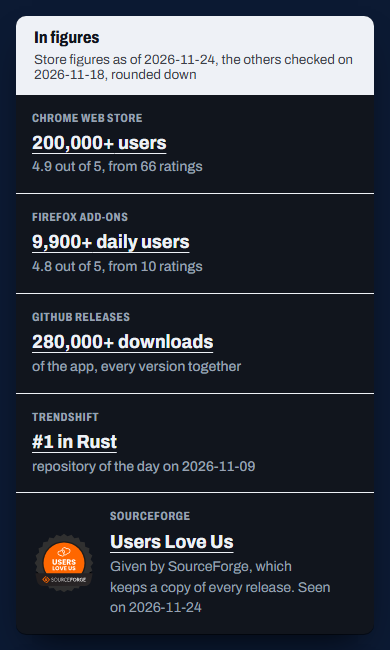 In figures
Store figures as of 2026-11-24, the others checked on
2026-11-18, rounded down
CHROME WEB STORE
200,000+ users
4.9 out of 5, from 66 ratings
FIREFOX ADD-ONS
9,900+ daily users
4.8 out of 5, from 10 ratings
GITHUB RELEASES
280,000+ downloads
of the app, every version together
TRENDSHIFT
#1 in Rust
repository of the day on 2026-11-09
USERS
LOVE US
SOURCEFORGE
SOURCEFORGE
Users Love Us
Given by SourceForge, which
keeps a copy of every release. Seen
on 2026-11-24